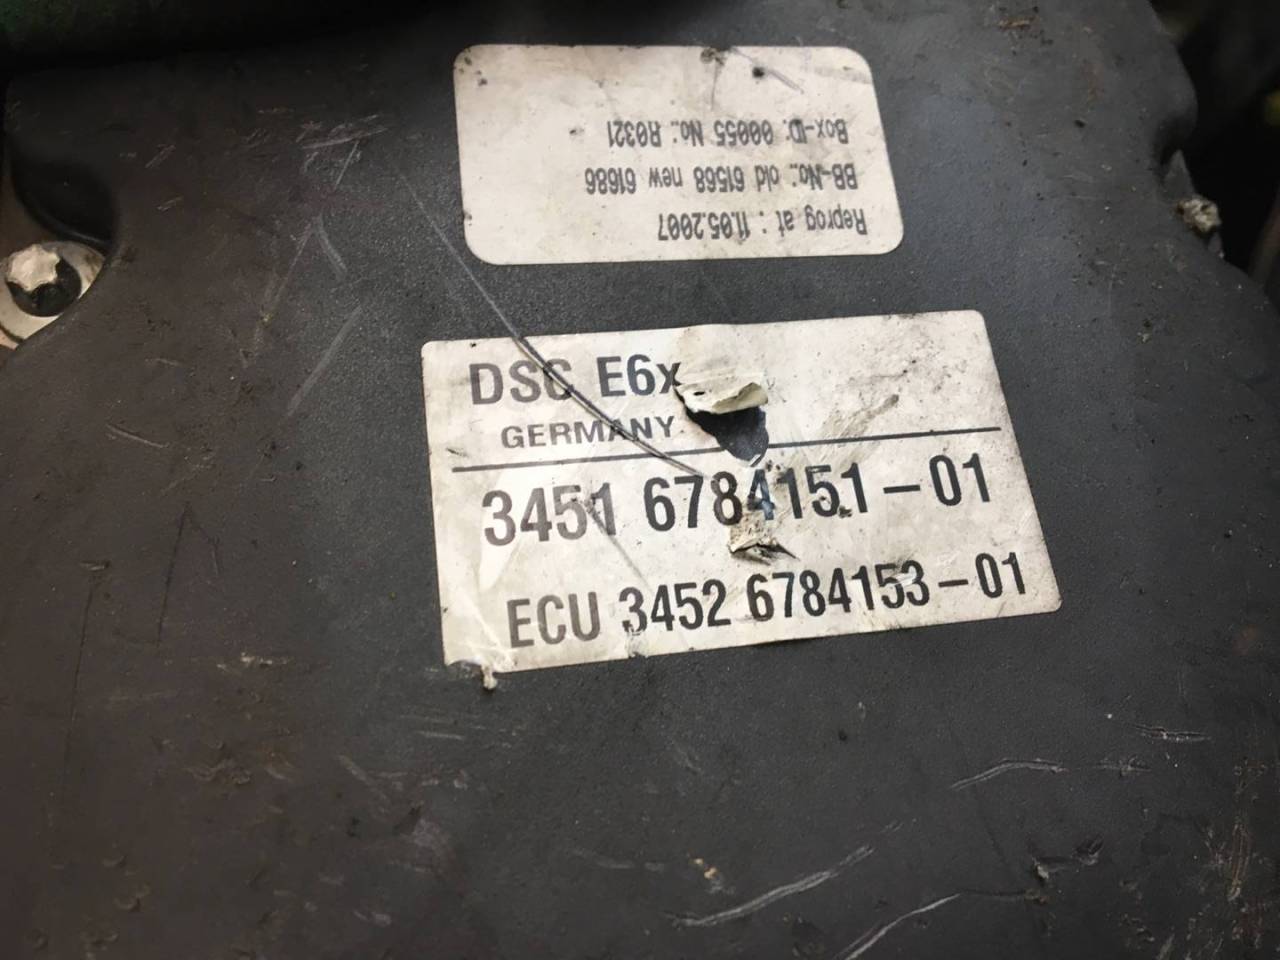 Reprog at : 11.05.2007
BB-No.: old 61568 new 61686
Box-ID: 00055 No.: R0321
DSC E6x
GERMANY
3451 6784151-01
ECU 3452 6784153-01